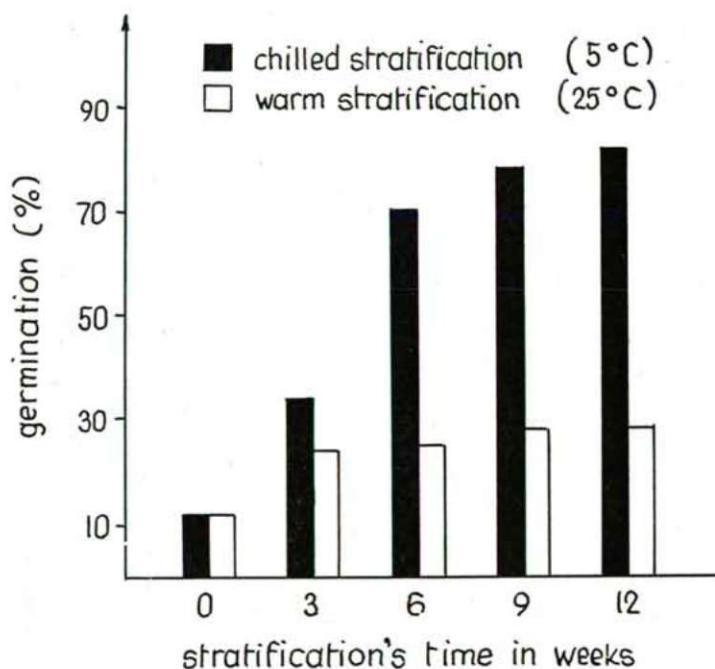 chilled stratification (5°C)
warm stratification (25°C)
germination (%)
90
70
50
30
10
0 3 6 9 12
stratification's time in weeks